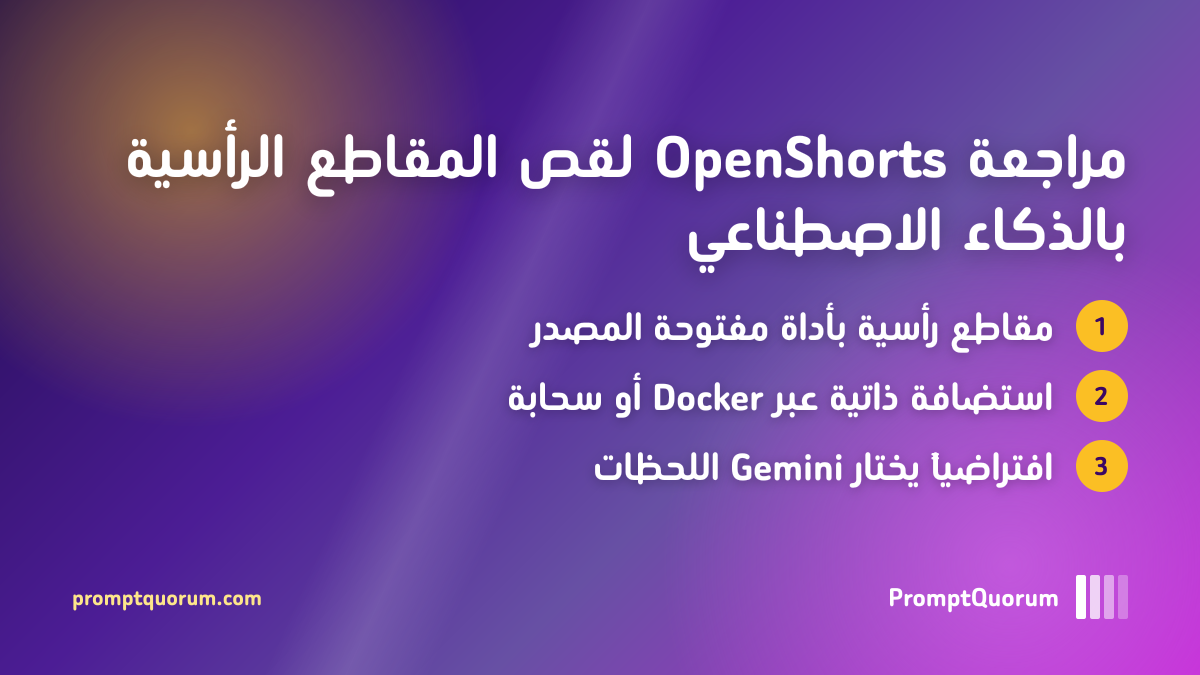 مراجعة OpenShorts لقص المقاطع الرأسية
بالذكاء الاصطناعي
1 مقاطع رأسية بأداة مفتوحة المصدر
2 استضافة ذاتية عبر Docker أو سحابة
3 افتراضياً يختار Gemini اللحظات
PromptQuorum
promptquorum.com